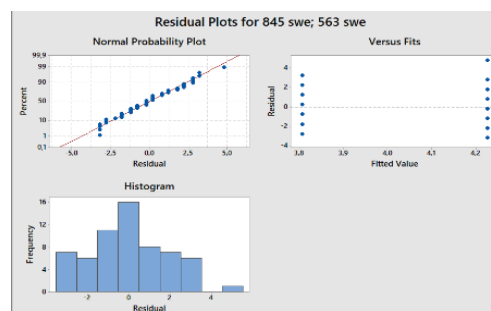 Residual Plots for 845 swe; 563 swe
Normal Probability Plot
99,9
99
90
50
10
1
0,1
Percent
-5,0 -2,5 0,0 2,5 5,0
Residual
Versus Fits
4
2
0
-2
-4
Residual
3,8 3,9 4,0 4,1 4,2
Fitted Value
Histogram
16
12
8
4
0
Frequency
-2 0 2 4
Residual